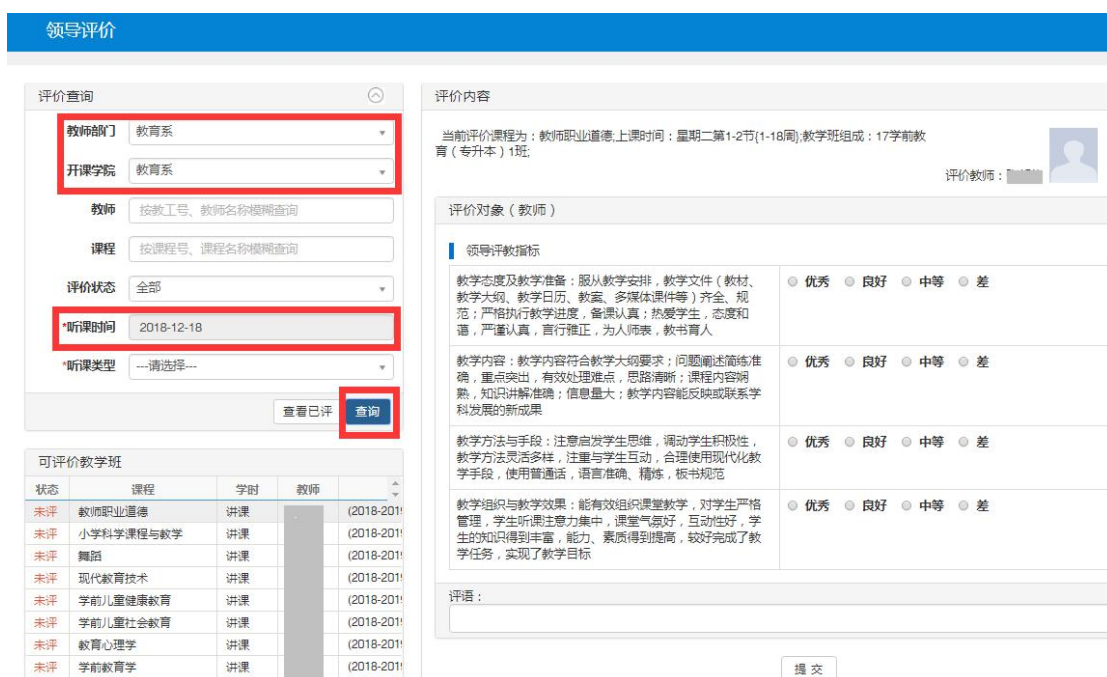 领导评价
评价查询
教师部门 教育系
开课学院 教育系
教师 按教工号、教师名称模糊查询
课程 按课程号、课程名称模糊查询
评价状态 全部
*听课时间 2018-12-18
*听课类型 ---请选择---
查看已评 查询
可评价教学班
状态 课程 学时 教师
未评 教师职业道德 讲课 (2018-201
未评 小学科学课程与教学 讲课 (2018-201
未评 舞蹈 讲课 (2018-201
未评 现代教育技术 讲课 (2018-201
未评 学前儿童健康教育 讲课 (2018-201
未评 学前儿童社会教育 讲课 (2018-201
未评 教育心理学 讲课 (2018-201
未评 学前教育学 讲课 (2018-201
评价内容
当前评价课程为：教师职业道德;上课时间：星期二第1-2节{1-18周};教学班组成：17学前教
育（专升本）1班;
评价教师：
评价对象（教师）
领导评教指标
教学态度及教学准备：服从教学安排，教学文件（教材、
教学大纲、教学日历、教案、多媒体课件等）齐全、规
范；严格执行教学进度，备课认真；热爱学生，态度和
蔼，严谨认真，言行雅正，为人师表，教书育人
优秀 良好 中等 差
教学内容：教学内容符合教学大纲要求；问题阐述简练准
确，重点突出，有效处理难点，思路清晰；课程内容娴
熟，知识讲解准确；信息量大；教学内容能反映或联系学
科发展的新成果
优秀 良好 中等 差
教学方法与手段：注意启发学生思维，调动学生积极性，
教学方法灵活多样，注重与学生互动，合理使用现代化教
学手段，使用普通话，语言准确、精炼，板书规范
优秀 良好 中等 差
教学组织与教学效果：能有效组织课堂教学，对学生严格
管理，学生听课注意力集中，课堂气氛好，互动性好，学
生的知识得到丰富，能力、素质得到提高，较好完成了教
学任务，实现了教学目标
优秀 良好 中等 差
评语：
提 交